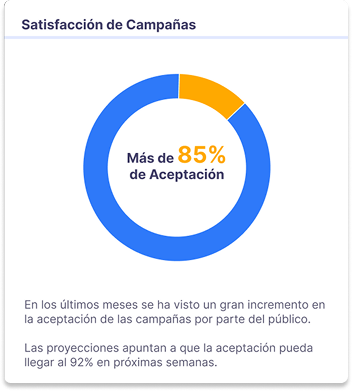 Satisfacción de Campañas
Más de 85%
de Aceptación
En los últimos meses se ha visto un gran incremento en
la aceptación de las campañas por parte del público.
Las proyecciones apuntan a que la aceptación pueda
llegar al 92% en próximas semanas.